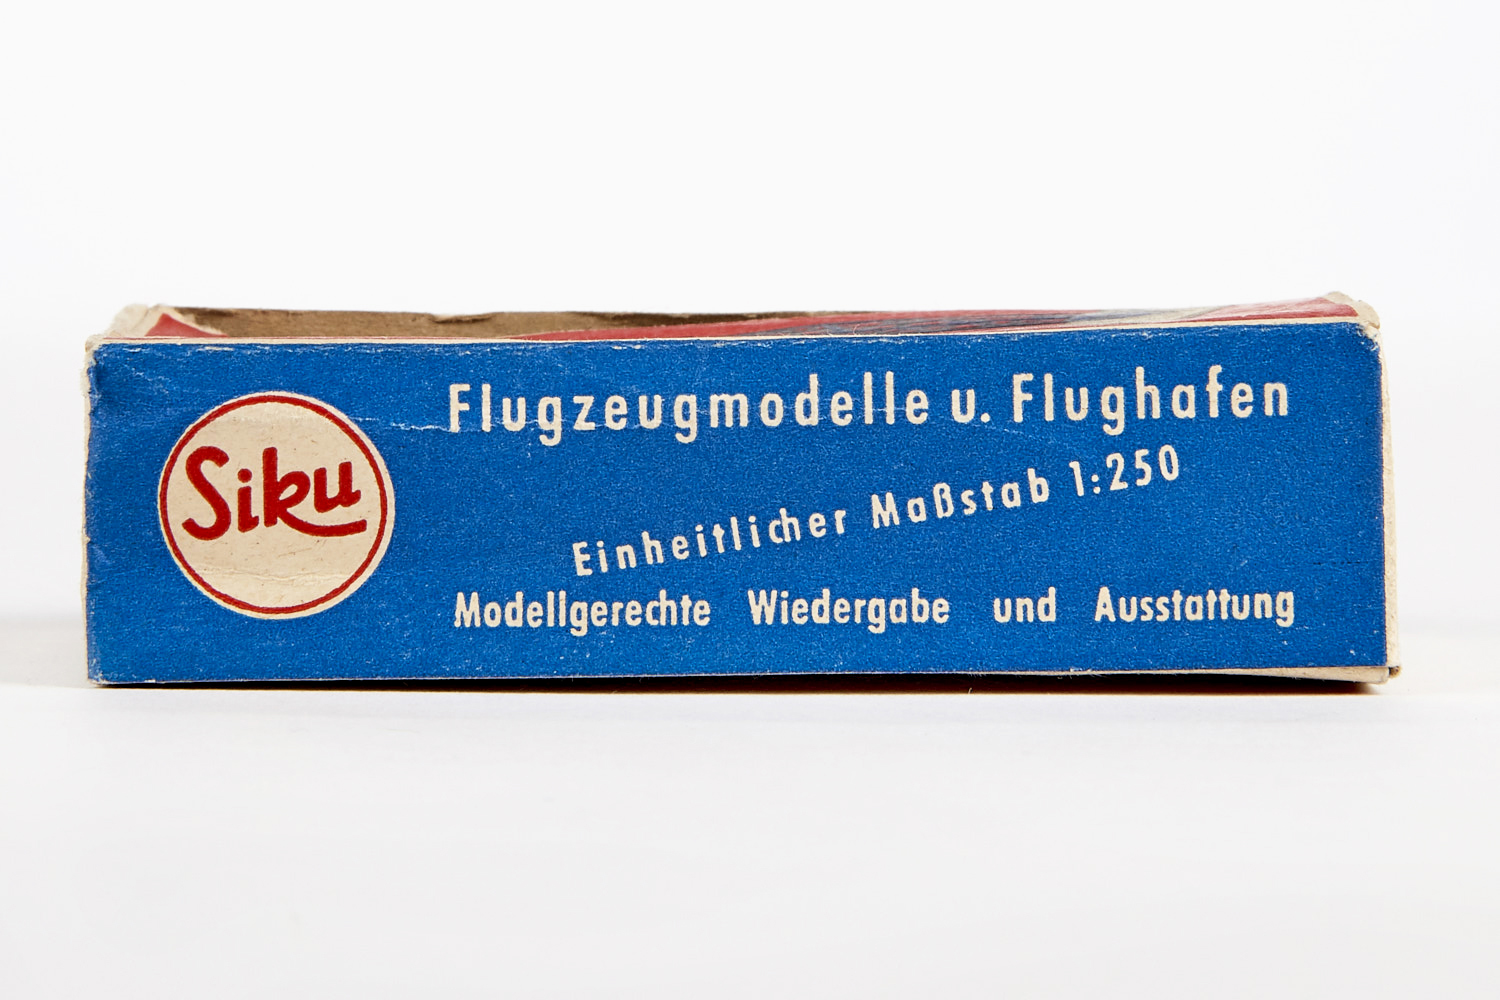 Siku
Flugzeugmodelle u. Flughafen
Einheitlicher Maßstab 1:250
Modellgerechte Wiedergabe und Ausstattung